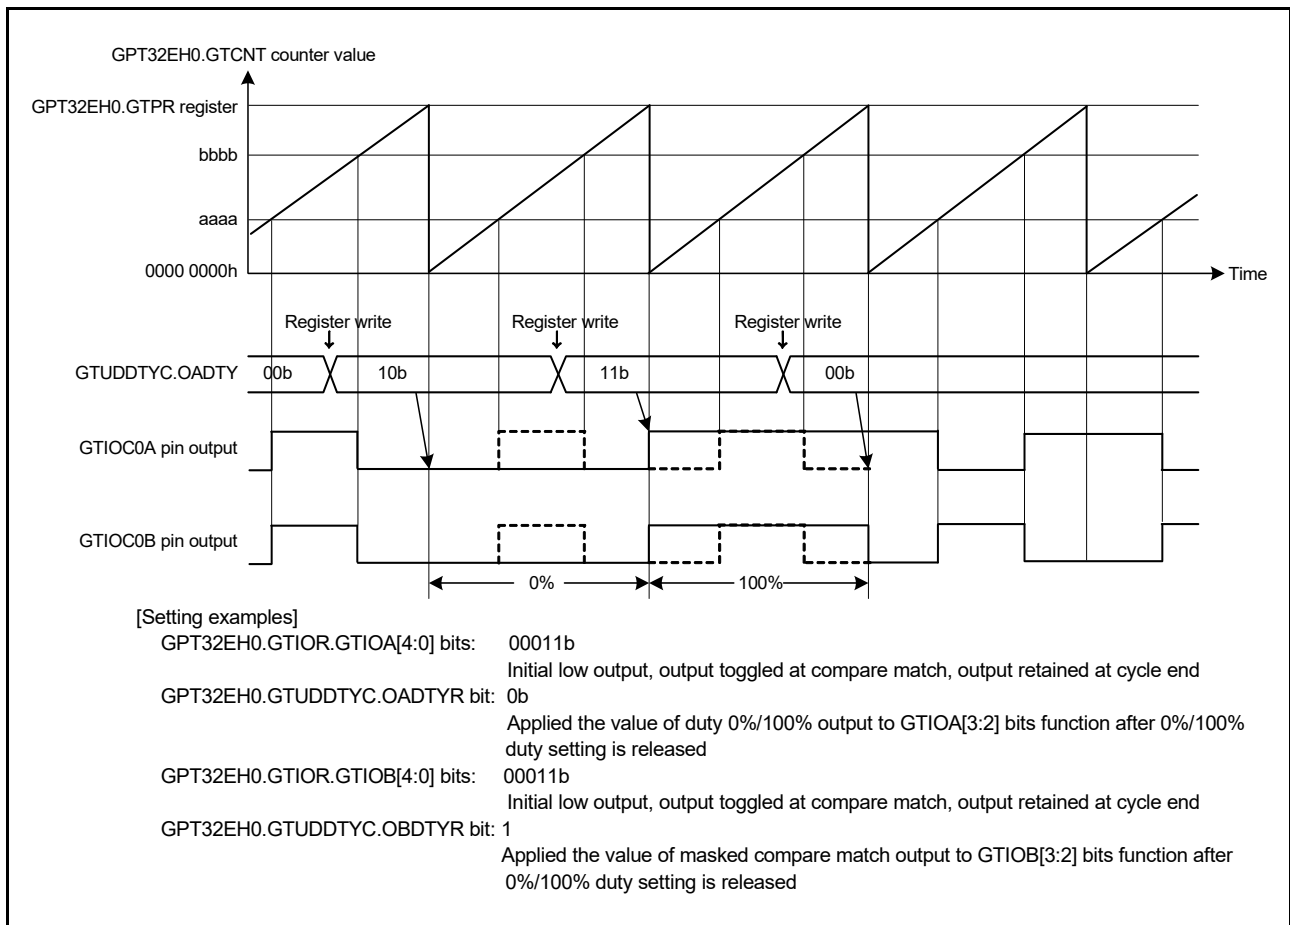 GPT32EH0.GTCNT counter value
GPT32EH0.GTPR register
bbbb
aaaa
0000 0000h
Time
Register write Register write Register write
GTUDDTYC.OADTY 00b 10b 11b 00b
GTIOC0A pin output
GTIOC0B pin output
0% 100%
[Setting examples]
GPT32EH0.GTIOR.GTIOA[4:0] bits: 00011b
Initial low output, output toggled at compare match, output retained at cycle end
GPT32EH0.GTUDDTYC.OADTYR bit: 0b
Applied the value of duty 0%/100% output to GTIOA[3:2] bits function after 0%/100%
duty setting is released
GPT32EH0.GTIOR.GTIOB[4:0] bits: 00011b
Initial low output, output toggled at compare match, output retained at cycle end
GPT32EH0.GTUDDTYC.OBDTYR bit: 1
Applied the value of masked compare match output to GTIOB[3:2] bits function after
0%/100% duty setting is released